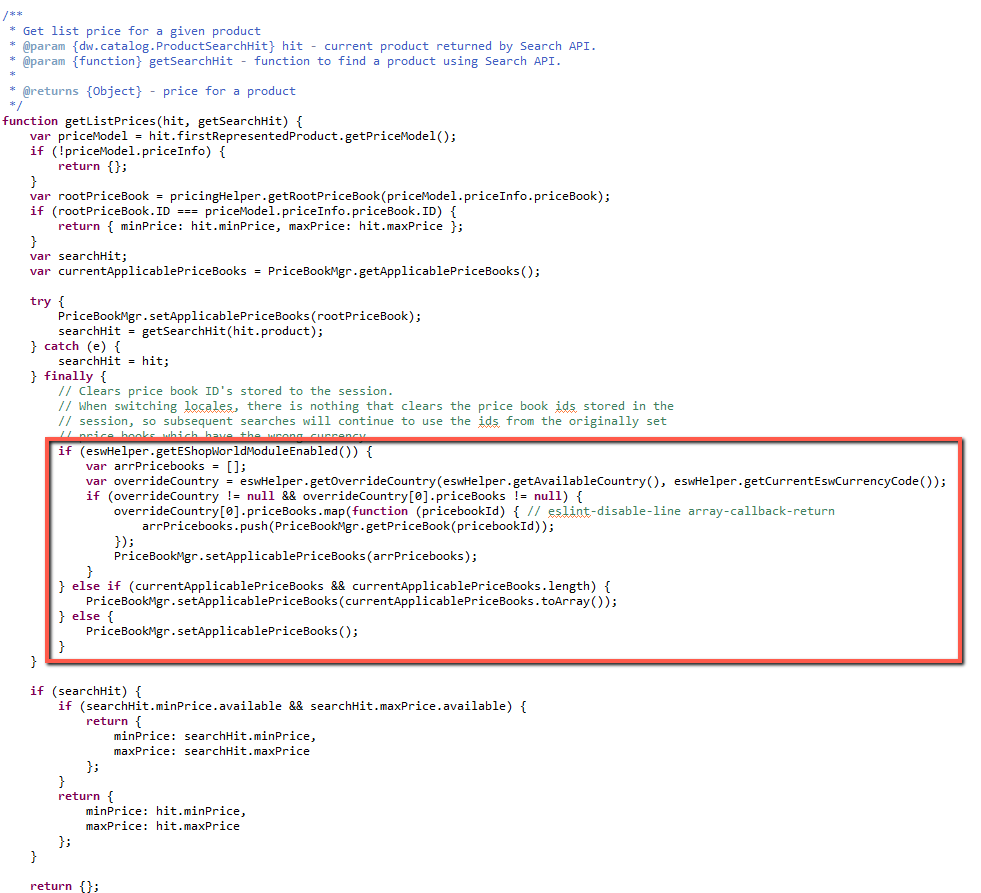 /**
 * Get list price for a given product
 * @param {dw.catalog.ProductSearchHit} hit - current product returned by Search API.
 * @param {function} getSearchHit - function to find a product using Search API.
 *
 * @returns {Object} - price for a product
 */
function getListPrices(hit, getSearchHit) {
    var priceModel = hit.firstRepresentedProduct.getPriceModel();
    if (!priceModel.priceInfo) {
        return {};
    }
    var rootPriceBook = pricingHelper.getRootPriceBook(priceModel.priceInfo.priceBook);
    if (rootPriceBook.ID === priceModel.priceInfo.priceBook.ID) {
        return { minPrice: hit.minPrice, maxPrice: hit.maxPrice };
    }
    var searchHit;
    var currentApplicablePriceBooks = PriceBookMgr.getApplicablePriceBooks();

    try {
        PriceBookMgr.setApplicablePriceBooks(rootPriceBook);
        searchHit = getSearchHit(hit.product);
    } catch (e) {
        searchHit = hit;
    } finally {
        // Clears price book ID's stored to the session.
        // When switching locales, there is nothing that clears the price book ids stored in the
        // session, so subsequent searches will continue to use the ids from the originally set
        // price books which have the wrong currency
        if (eswHelper.getEShopWorldModuleEnabled()) {
            var arrPricebooks = [];
            var overrideCountry = eswHelper.getOverrideCountry(eswHelper.getAvailableCountry(), eswHelper.getCurrentEswCurrencyCode());
            if (overrideCountry != null && overrideCountry[0].priceBooks != null) {
                overrideCountry[0].priceBooks.map(function (pricebookId) { // eslint-disable-line array-callback-return
                    arrPricebooks.push(PriceBookMgr.getPriceBook(pricebookId));
                });
                PriceBookMgr.setApplicablePriceBooks(arrPricebooks);
            }
        } else if (currentApplicablePriceBooks && currentApplicablePriceBooks.length) {
            PriceBookMgr.setApplicablePriceBooks(currentApplicablePriceBooks.toArray());
        } else {
            PriceBookMgr.setApplicablePriceBooks();
        }
    }

    if (searchHit) {
        if (searchHit.minPrice.available && searchHit.maxPrice.available) {
            return {
                minPrice: searchHit.minPrice,
                maxPrice: searchHit.maxPrice
            };
        }
        return {
            minPrice: hit.minPrice,
            maxPrice: hit.maxPrice
        };
    }

    return {};